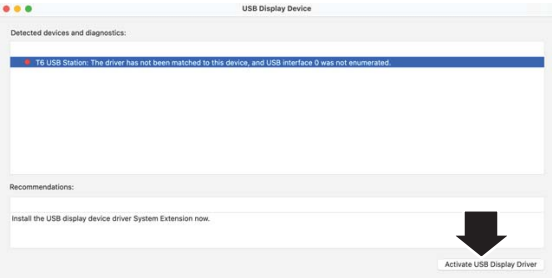 USB Display Device
Detected devices and diagnostics:
T6 USB Station: The driver has not been matched to this device, and USB interface 0 was not enumerated.
Recommendations:
Install the USB display device driver System Extension now.
Activate USB Display Driver